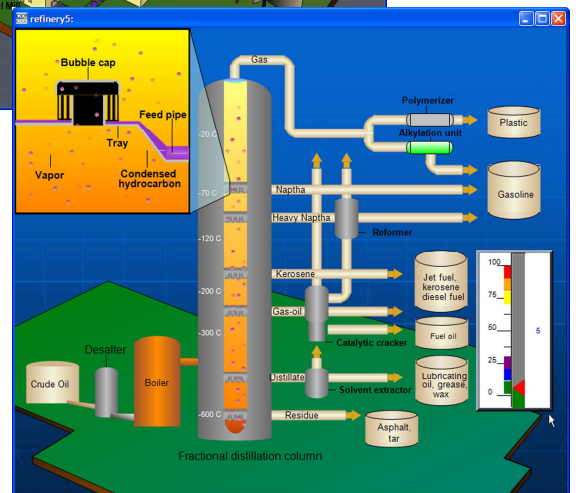 l Mill
refinery5:
Bubble cap
Feed pipe
Tray
Vapor
Condensed
hydrocarbon
Gas
Polymerizer
Alkylation unit
Plastic
Gasoline
-20 C
-70 C
-120 C
-200 C
-300 C
-600 C
Naptha
Heavy Naptha
Reformer
Kerosene
Gas-oil
Catalytic cracker
Distillate
Solvent extractor
Residue
Jet fuel,
kerosene
diesel fuel
Fuel oil
Lubricating
oil, grease,
wax
Asphalt,
tar
100
75
50
25
0
5
Desalter
Crude Oil
Boiler
Fractional distillation column